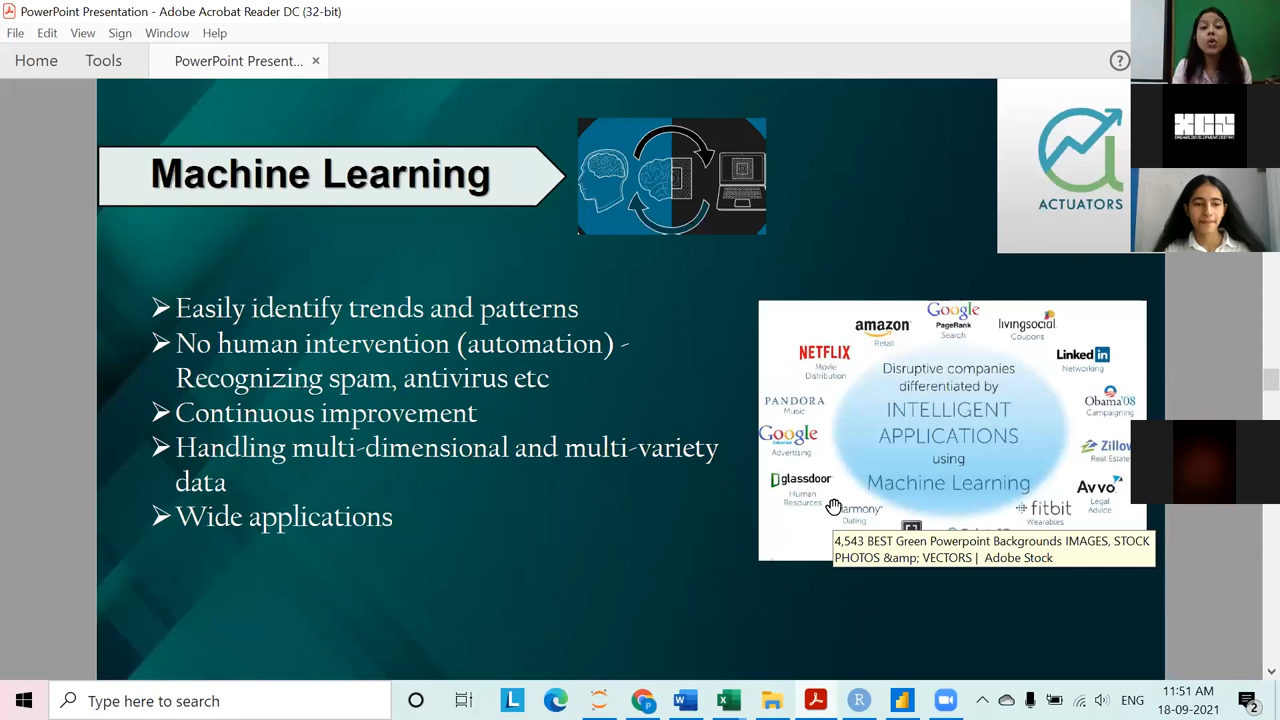 PowerPoint Presentation - Adobe Acrobat Reader DC (32-bit)
File Edit View Sign Window Help
Home Tools PowerPoint Present... ×
?
Machine Learning
ACTUATORS
XCS
➢Easily identify trends and patterns
➢No human intervention (automation) -
Recognizing spam, antivirus etc
➢Continuous improvement
➢Handling multi-dimensional and multi-variety
data
➢Wide applications
Google
PageRank
Search
amazon
Retail
livingsocial
Coupons
NETFLIX
Movie
Distribution
LinkedIn
Networking
PANDORA
Music
Obama'08
Campaigning
Google
Advertising
Zillow
Real Estate
glassdoor
Human
Resources
Avvo
Legal
Advice
Harmony
Dating
fitbit
Wearables
Disruptive companies
differentiated by
INTELLIGENT
APPLICATIONS
using
Machine Learning
4,543 BEST Green Powerpoint Backgrounds IMAGES, STOCK
PHOTOS &amp; VECTORS | Adobe Stock
Type here to search
ENG
11:51 AM
18-09-2021
2